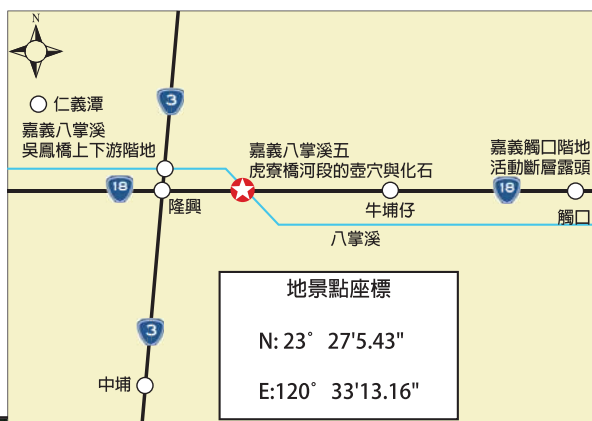 N
3
仁義潭
嘉義八掌溪
吳鳳橋上下游階地
嘉義八掌溪五
虎寮橋河段的壺穴與化石
嘉義觸口階地
活動斷層露頭
18
18
隆興
牛埔仔
觸口
八掌溪
地景點座標
N: 23° 27'5.43"
E:120° 33'13.16"
3
中埔